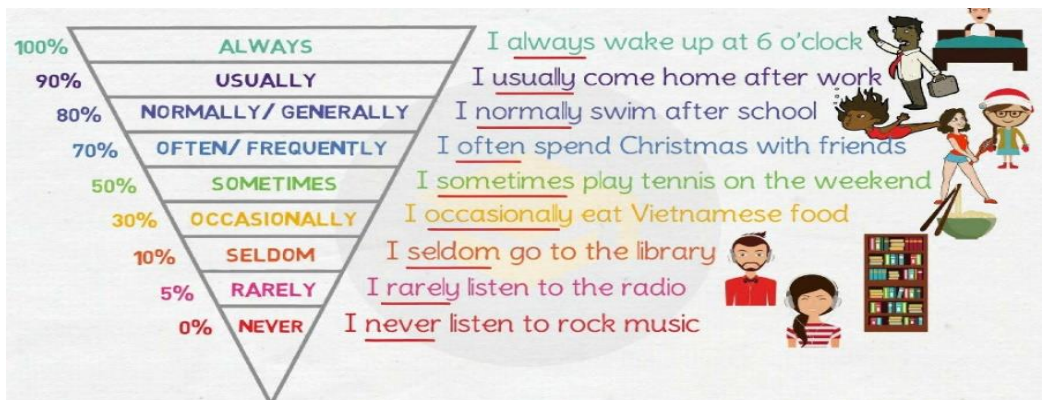 100% ALWAYS I always wake up at 6 o'clock
90% USUALLY I usually come home after work
80% NORMALLY/ GENERALLY I normally swim after school
70% OFTEN/ FREQUENTLY I often spend Christmas with friends
50% SOMETIMES I sometimes play tennis on the weekend
30% OCCASIONALLY I occasionally eat Vietnamese food
10% SELDOM I seldom go to the library
5% RARELY I rarely listen to the radio
0% NEVER I never listen to rock music